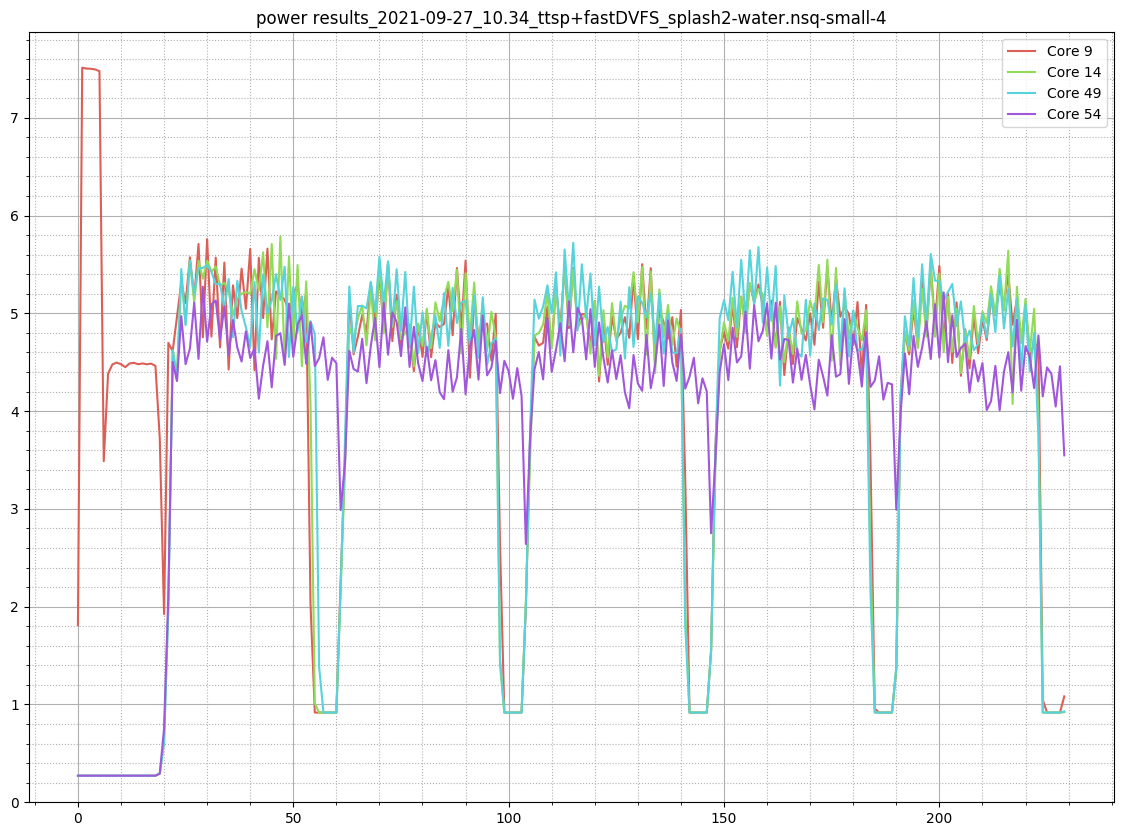 power results_2021-09-27_10.34_ttsp+fastDVFS_splash2-water.nsq-small-4
Core 9
Core 14
Core 49
Core 54
7
6
5
4
3
2
1
0
0 50 100 150 200